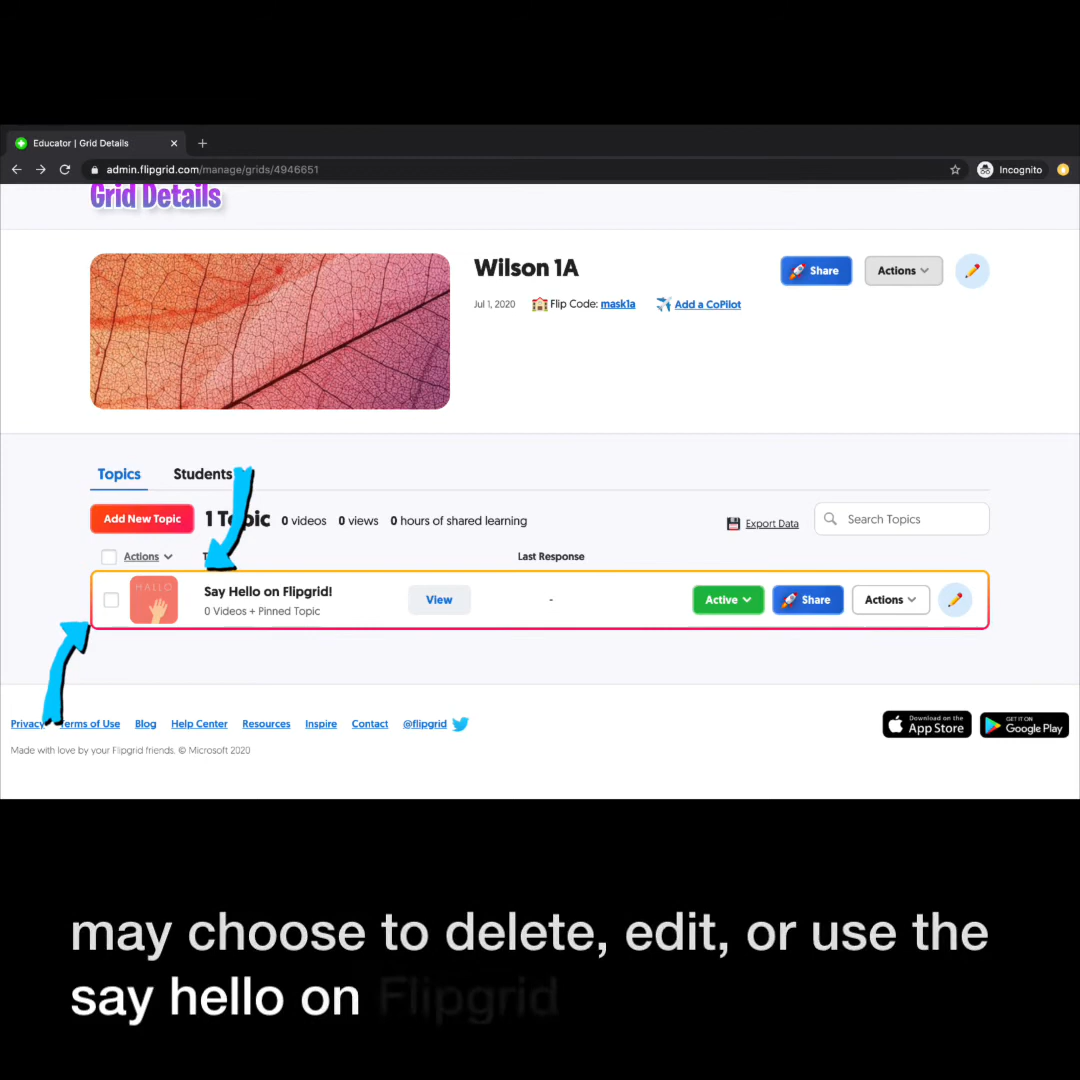 Educator | Grid Details
admin.flipgrid.com/manage/grids/4946651
Incognito
Grid Details
Wilson 1A
Share
Actions
Jul 1, 2020
Flip Code: mask1a
Add a CoPilot
Topics
Students
Add New Topic
1 Topic
0 videos
0 views
0 hours of shared learning
Export Data
Search Topics
Actions
Last Response
HALLO
Say Hello on Flipgrid!
0 Videos + Pinned Topic
View
-
Active
Share
Actions
Privacy
Terms of Use
Blog
Help Center
Resources
Inspire
Contact
@flipgrid
Download on the
App Store
GET IT ON
Google Play
Made with love by your Flipgrid friends. © Microsoft 2020
may choose to delete, edit, or use the
say hello on Flipgrid